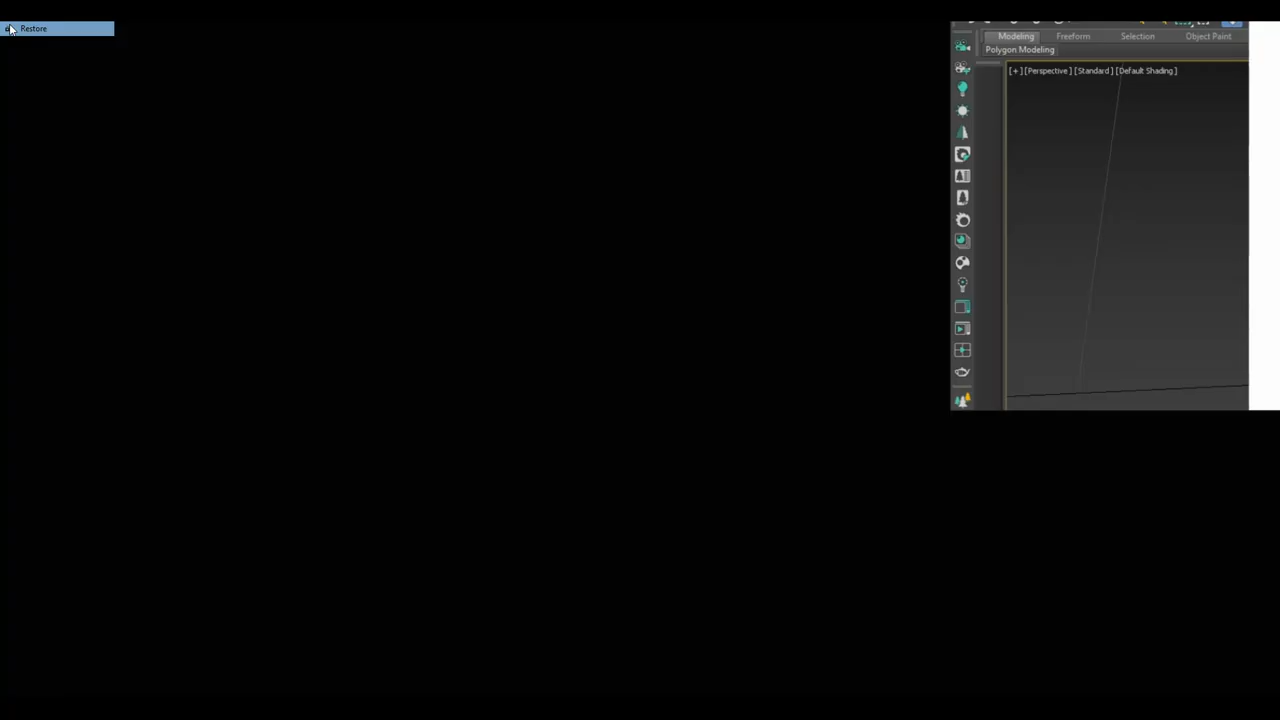 Restore
Modeling Freeform Selection Object Paint
Polygon Modeling
[+] [Perspective ] [Standard ] [Default Shading ]